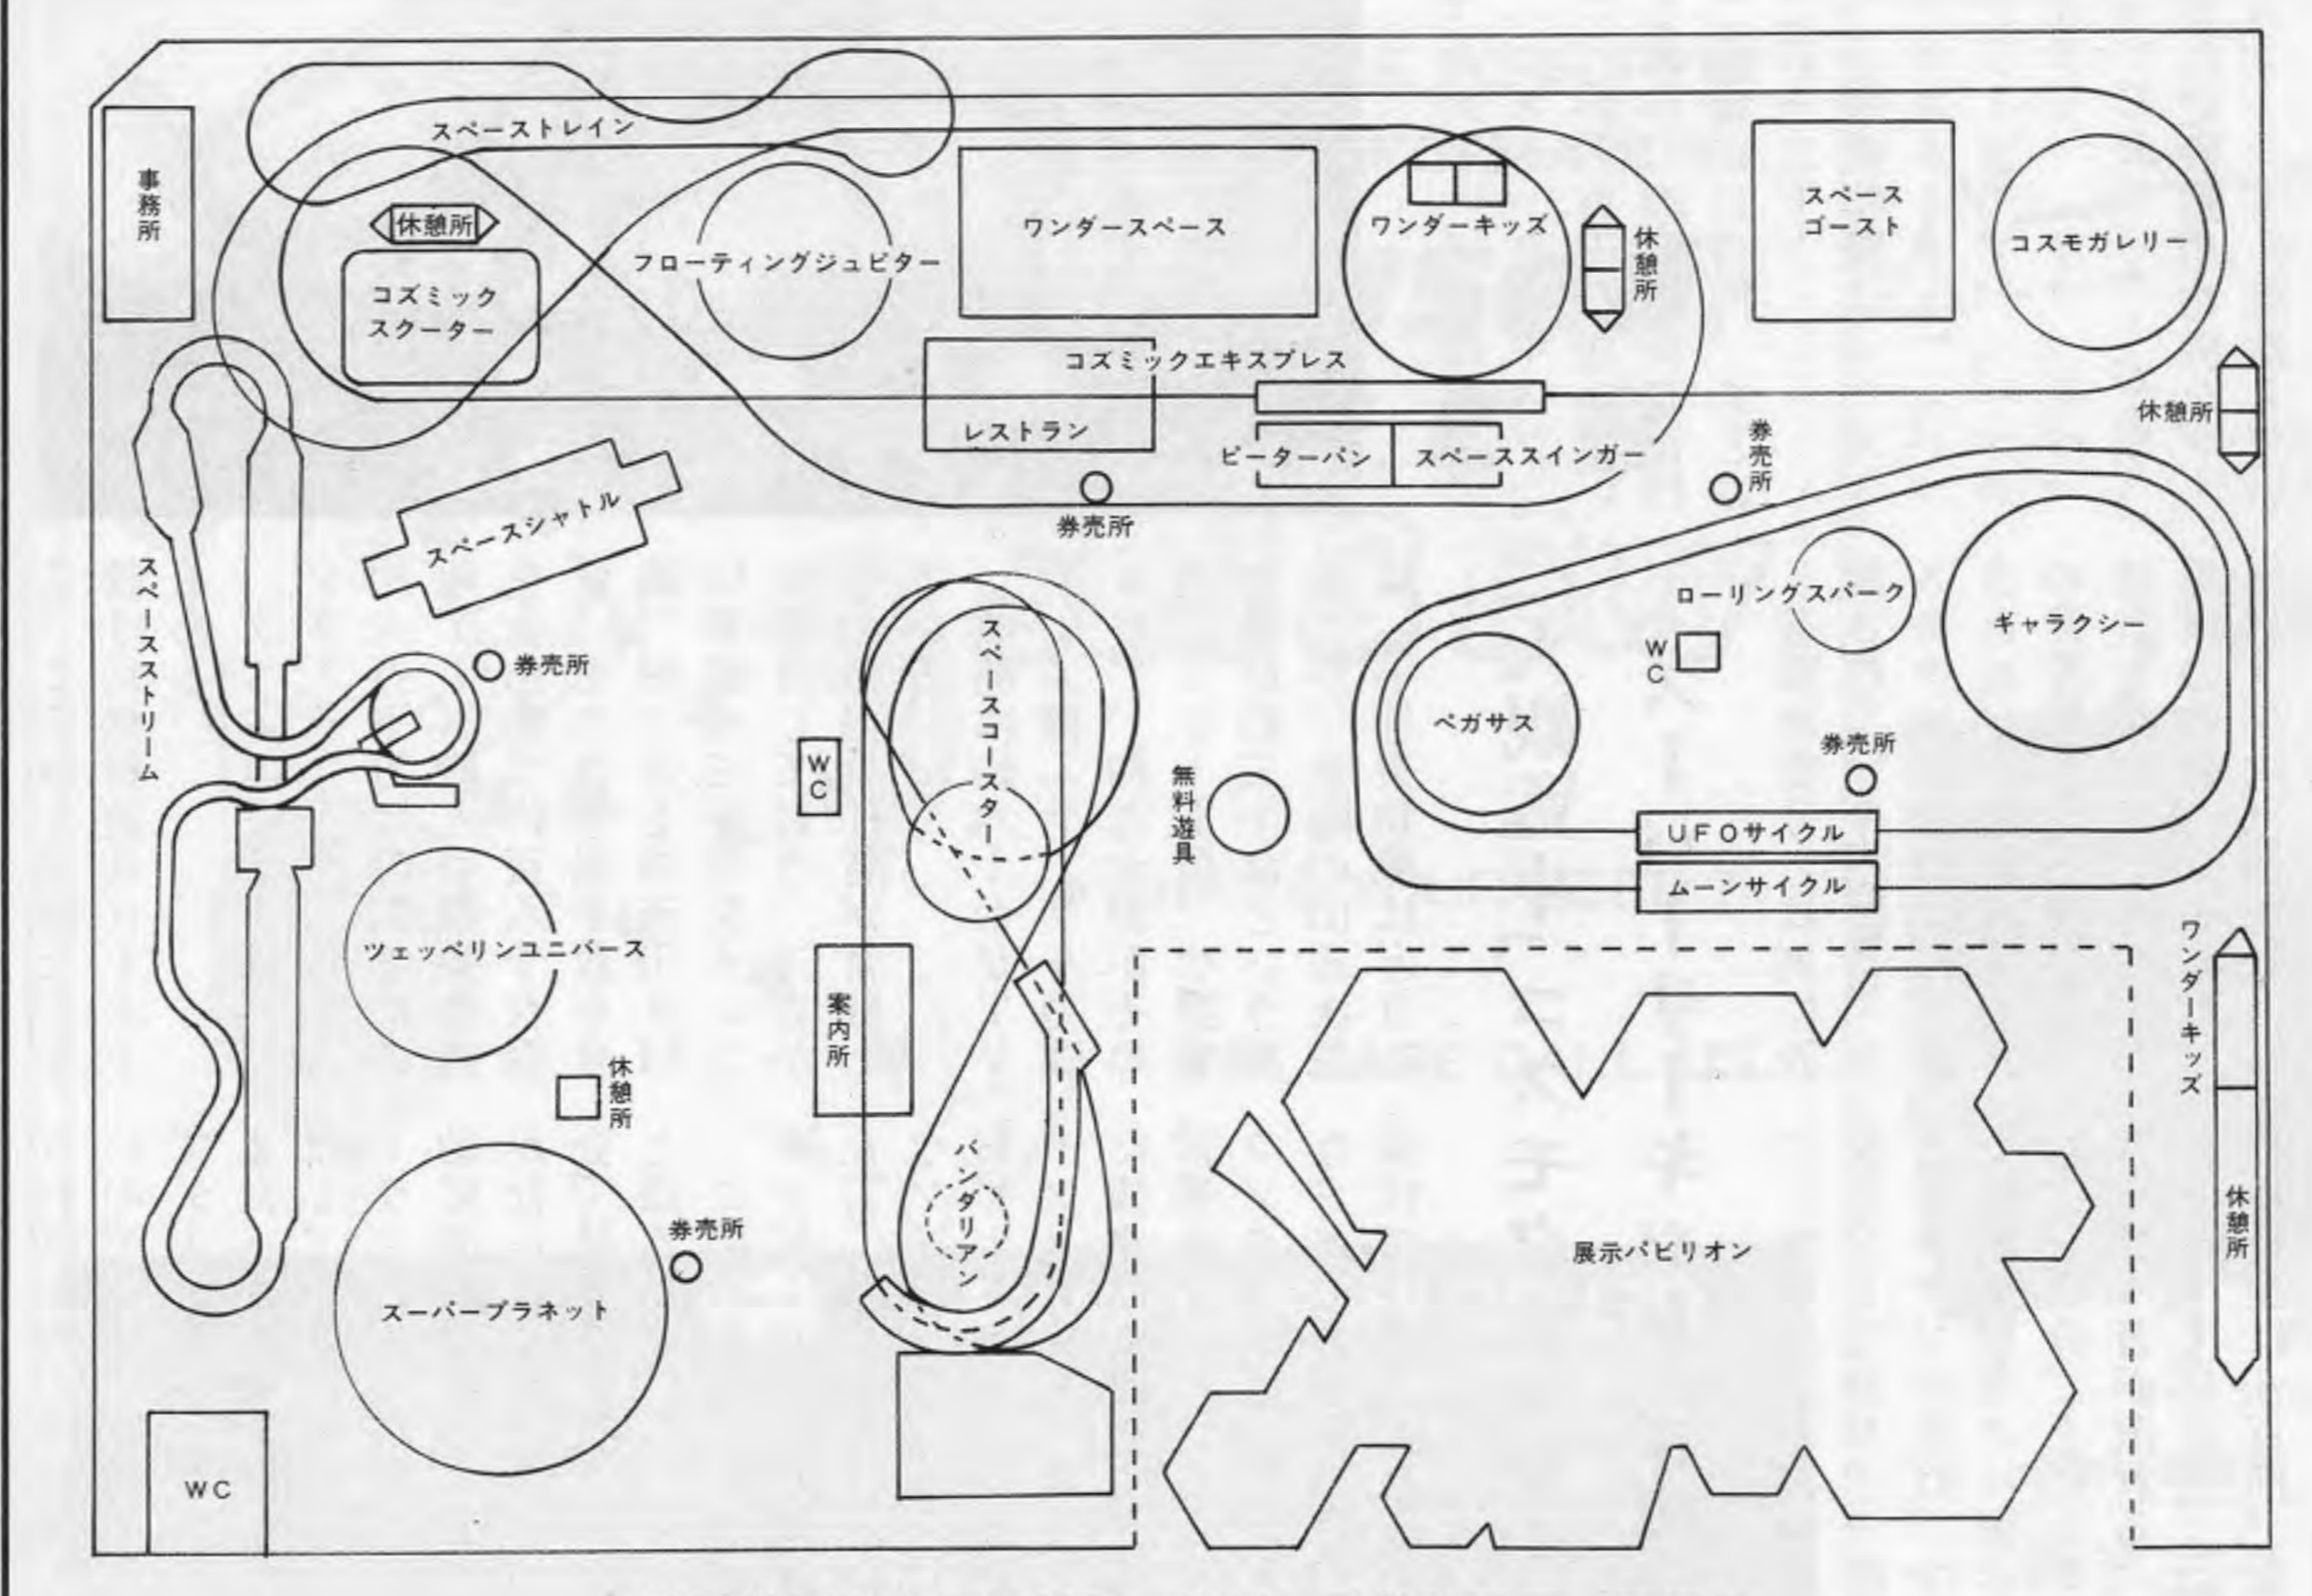 スペーストレイン
事務所
休憩所
コズミック
スクーター
フローティングジュピター
ワンダースペース
ワンダーキッズ
休憩所
スペース
ゴースト
コスモガレリー
コズミックエキスプレス
レストラン
ピーターパン
スペーススインガー
券売所
券売所
休憩所
スペースシャトル
スペースストリーム
券売所
スペースコースター
ローリングスパーク
ギャラクシー
WC
ペガサス
券売所
WC
無料遊具
UFOサイクル
ムーンサイクル
ツェッペリンユニバース
案内所
ワンダーキッズ
休憩所
休憩所
バンダリアン
展示パビリオン
券売所
スーパープラネット
WC